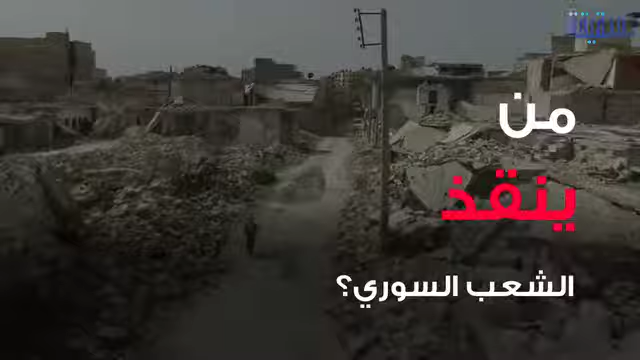 من
ينقذ
الشعب السوري؟